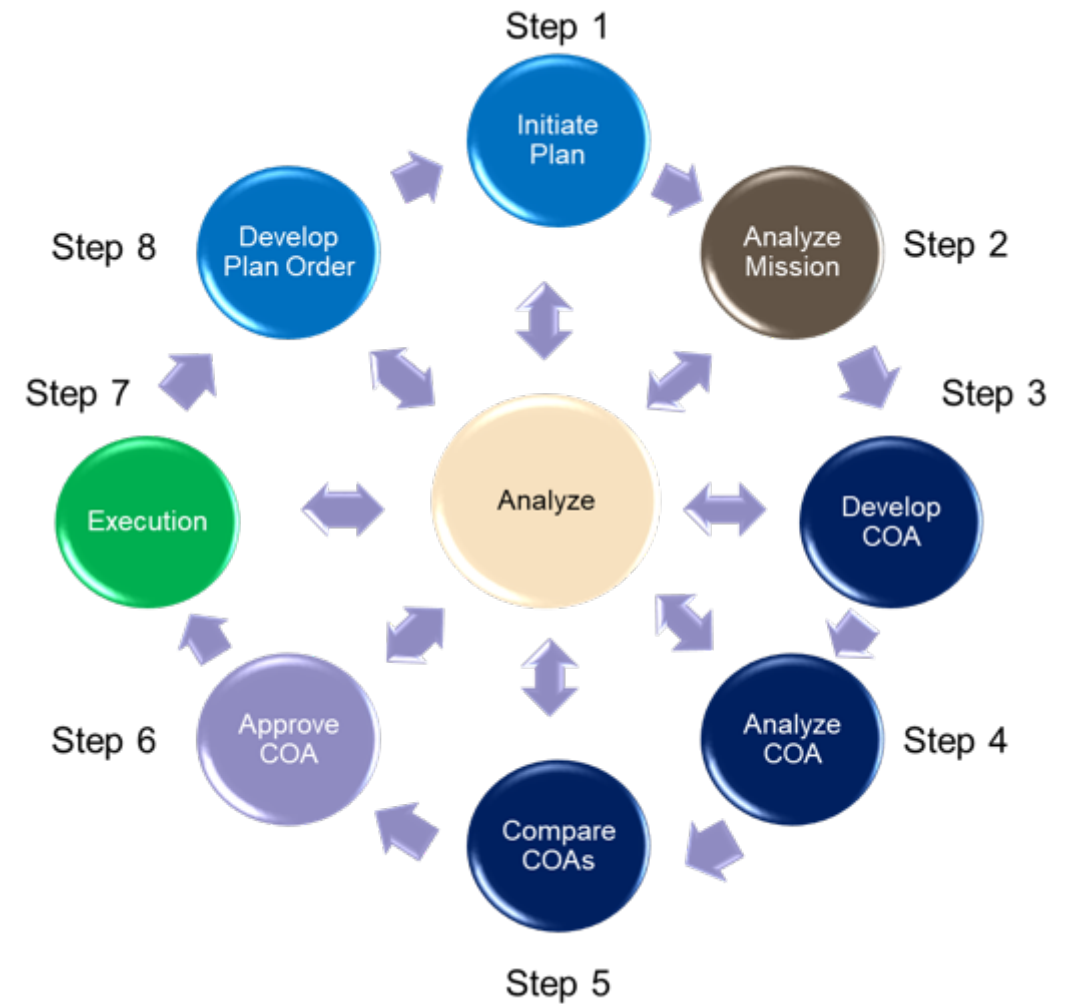 Step 1
Initiate
Plan
Step 2
Analyze
Mission
Step 3
Develop
COA
Step 4
Analyze
COA
Step 5
Compare
COAs
Step 6
Approve
COA
Step 7
Execution
Step 8
Develop
Plan Order
Analyze